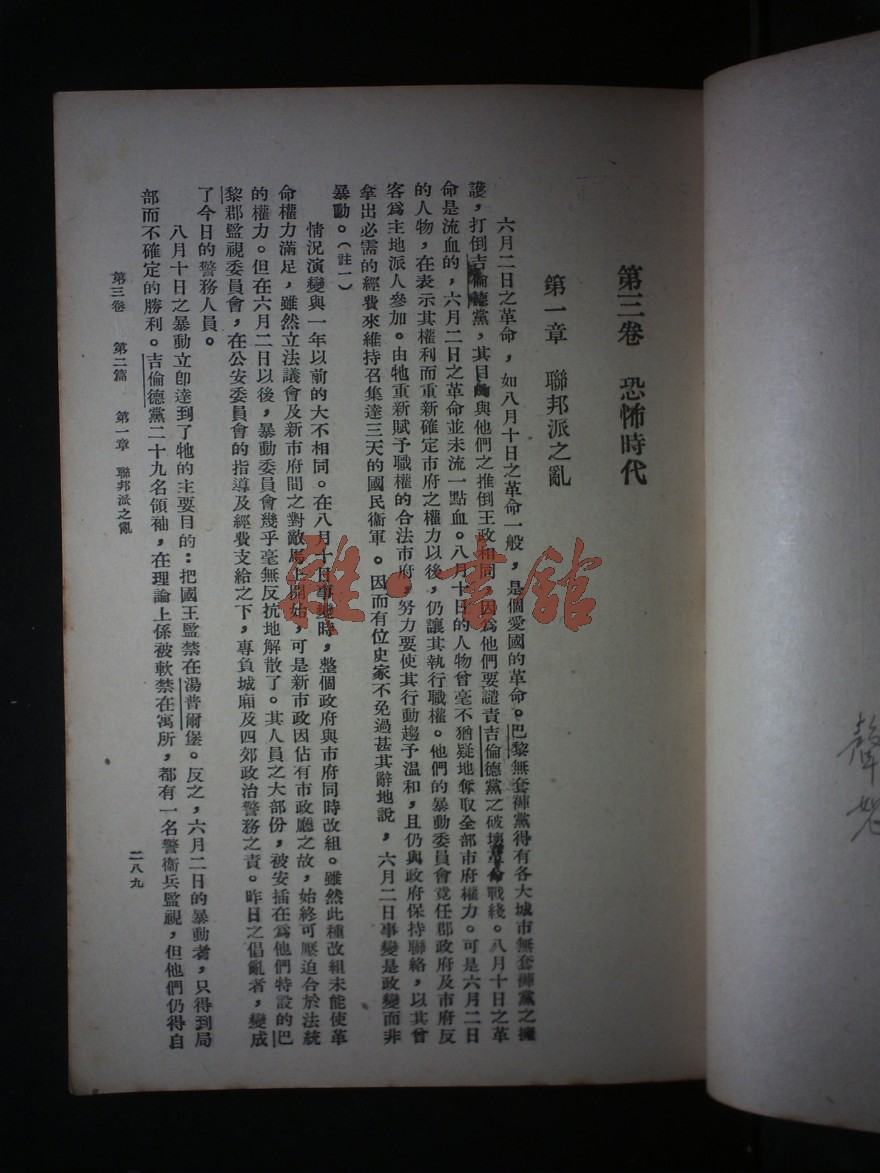 第三卷 恐怖時代
第一章 聯邦派之亂
六月二日之革命，如八月十日之革命一般，是個愛國的革命。巴黎無套褲黨得有各大城市無套褲黨之擁
護，打倒吉倫德黨，其目的與他們之推倒王政相同，因爲他們要譴責吉倫德黨之破壞革命戰綫。八月十日之革
命是流血的，六月二日之革命並未流一點血。八月十日的人物曾毫不猶疑地奪取全部市府權力。可是六月二日
的人物，在表示其權利而重新確定市府之權力以後，仍讓其執行職權。他們的暴動委員會竟任郡政府及市府反
客爲主地派人參加。由牠重新賦予職權的合法市府，努力要使其行動趨予温和，且仍與政府保持聯絡，以其曾
拿出必需的經費來維持召集達三天的國民衞軍。因而有位史家不免過甚其辭地說，六月二日事變是政變而非
暴動。（註一）
情況演變與一年以前的大不相同。在八月十日事變時，整個政府與市府同時改組。雖然此種改組未能使革
命權力滿足，雖然立法議會及新市府間之對敵馬上開始，可是新市政因佔有市政廳之故，始終可壓迫合於法統
的權力。但在六月二日以後，暴動委員會幾乎毫無反抗地解散了。其人員之大部份，被安插在爲他們特設的巴
黎郡監視委員會，在公安委員會的指導及經費支給之下，專負城廂及四郊政治警務之責。昨日之倡亂者，變成
了今日的警務人員。
八月十日之暴動立卽達到了牠的主要目的：把國王監禁在湯普爾堡。反之，六月二日的暴動者，只得到局
部而不確定的勝利。吉倫德黨二十九名領袖，在理論上係被軟禁在寓所，都有一名警衞兵監視，但他們仍得自
第三卷 第二篇 第一章 聯邦派之亂
二八九
雜·書館